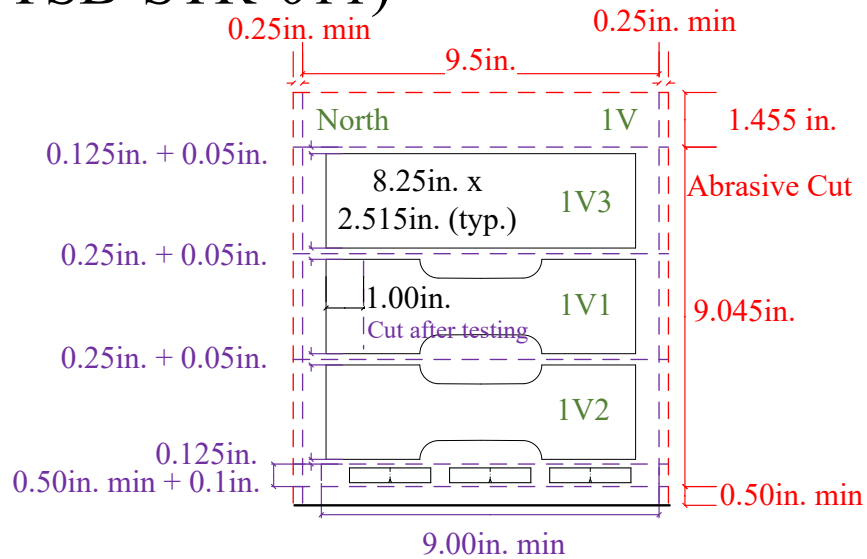 0.25in. min
0.25in. min
9.5in.
North
1V
1.455 in.
0.125in. + 0.05in.
8.25in. x
2.515in. (typ.)
1V3
Abrasive Cut
0.25in. + 0.05in.
1.00in.
1V1
9.045in.
Cut after testing
0.25in. + 0.05in.
1V2
0.125in.
0.50in. min + 0.1in.
0.50in. min
9.00in. min